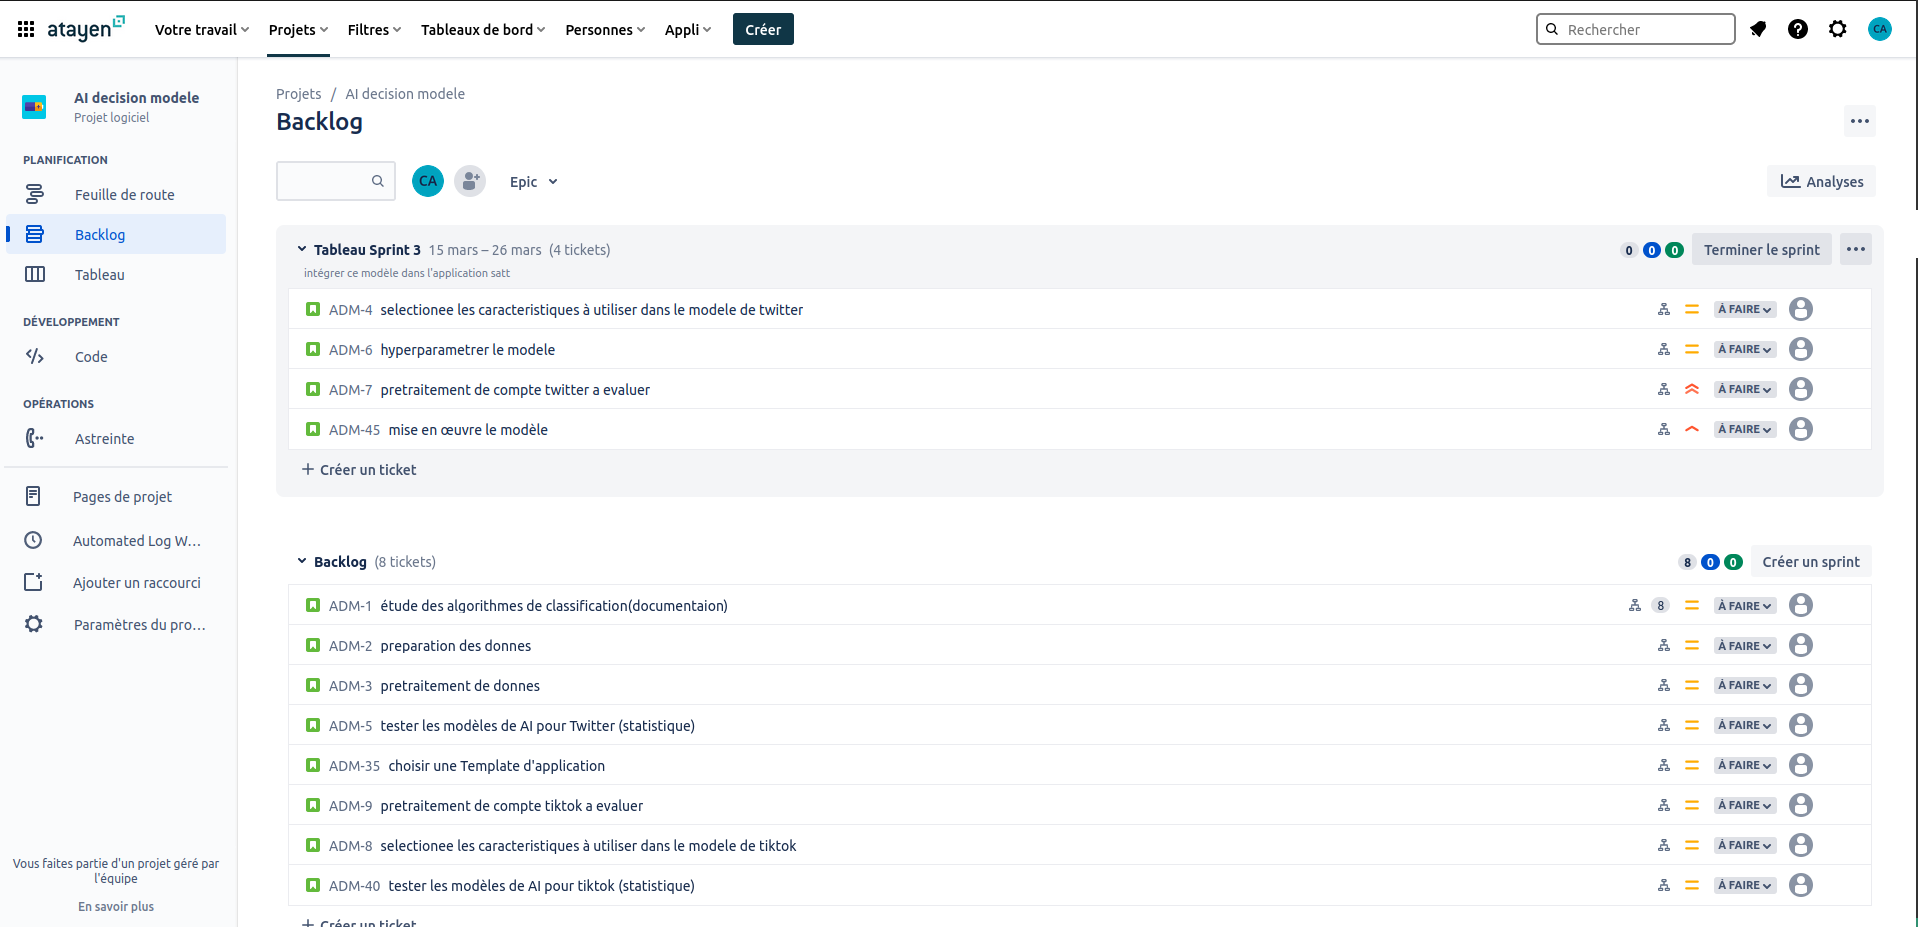 atayen Votre travail Projets Filtres Tableaux de bord Personnes Appli Créer Rechercher CA
AI decision modele
Projet logiciel
PLANIFICATION
Feuille de route
Backlog
Tableau
DÉVELOPPEMENT
Code
OPÉRATIONS
Astreinte
Pages de projet
Automated Log W...
Ajouter un raccourci
Paramètres du pro...
Vous faites partie d'un projet géré par
l'équipe
En savoir plus
Projets / AI decision modele
Backlog
CA Epic Analyses
Tableau Sprint 3 15 mars – 26 mars (4 tickets) 0 0 0 Terminer le sprint
intégrer ce modèle dans l'application satt
ADM-4 selectionee les caracteristiques à utiliser dans le modele de twitter À FAIRE
ADM-6 hyperparametrer le modele À FAIRE
ADM-7 pretraitement de compte twitter a evaluer À FAIRE
ADM-45 mise en œuvre le modèle À FAIRE
+ Créer un ticket
Backlog (8 tickets) 8 0 0 Créer un sprint
ADM-1 étude des algorithmes de classification(documentaion) 8 À FAIRE
ADM-2 preparation des donnes À FAIRE
ADM-3 pretraitement de donnes À FAIRE
ADM-5 tester les modèles de AI pour Twitter (statistique) À FAIRE
ADM-35 choisir une Template d'application À FAIRE
ADM-9 pretraitement de compte tiktok a evaluer À FAIRE
ADM-8 selectionee les caracteristiques à utiliser dans le modele de tiktok À FAIRE
ADM-40 tester les modèles de AI pour tiktok (statistique) À FAIRE
+ Créer un ticket